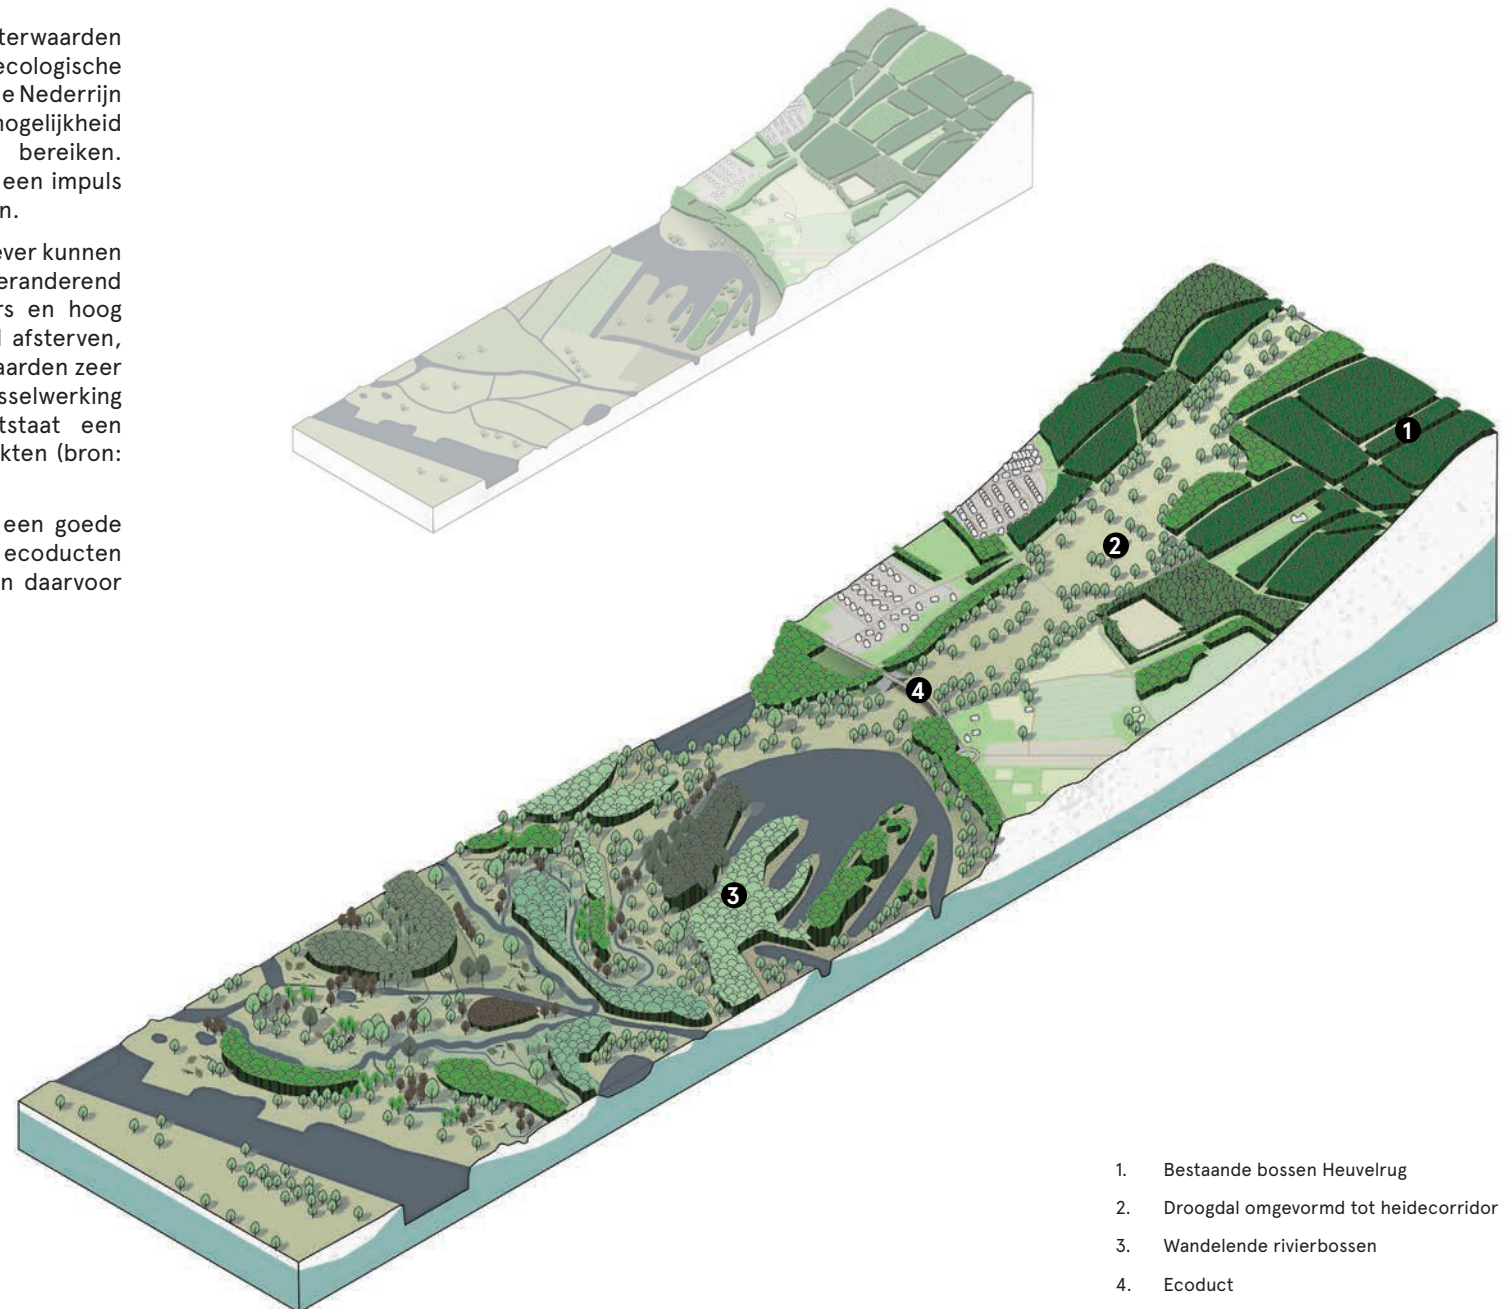 terwaarden
ecologische
e Nederrijn
mogelijkheid
bereiken.
een impuls
n.
ever kunnen
eranderend
rs en hoog
l afsterven,
aarden zeer
sselwerking
tstaat een
kten (bron:
een goede
ecoducten
n daarvoor
1
2
4
3
1. Bestaande bossen Heuvelrug
2. Droogdal omgevormd tot heidecorridor
3. Wandelende rivierbossen
4. Ecoduct